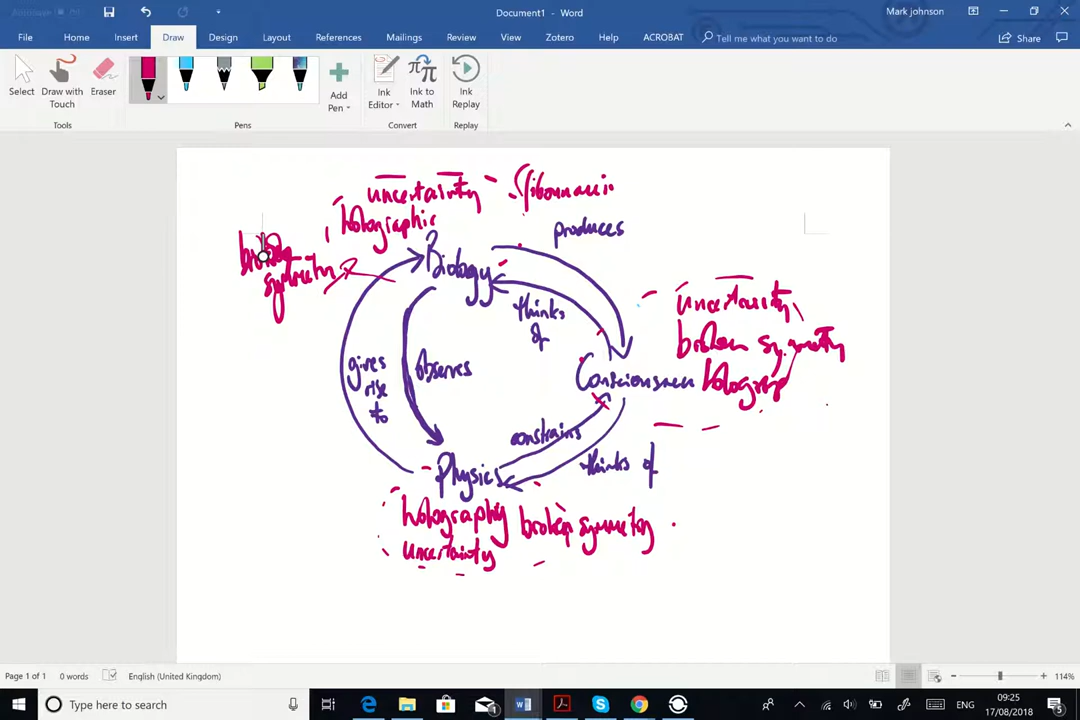 AutoSave
Document1 - Word
Mark johnson
File Home Insert Draw Design Layout References Mailings Review View Zotero Help ACROBAT Tell me what you want to do Share
Select
Draw with Touch
Eraser
Add Pen
Ink Editor
Ink to Math
Ink Replay
Tools
Pens
Convert
Replay
uncertainty
fibonnaci
holographic
produces
broken
symmetry
Biology
thinks
of
uncertainty
broken symmetry
gives
rise
to
observes
Consciousness
holography
constrains
thinks of
Physics
holography
broken symmetry
uncertainty
Page 1 of 1 0 words English (United Kingdom) 114%
Type here to search
ENG
09:25
17/08/2018
5